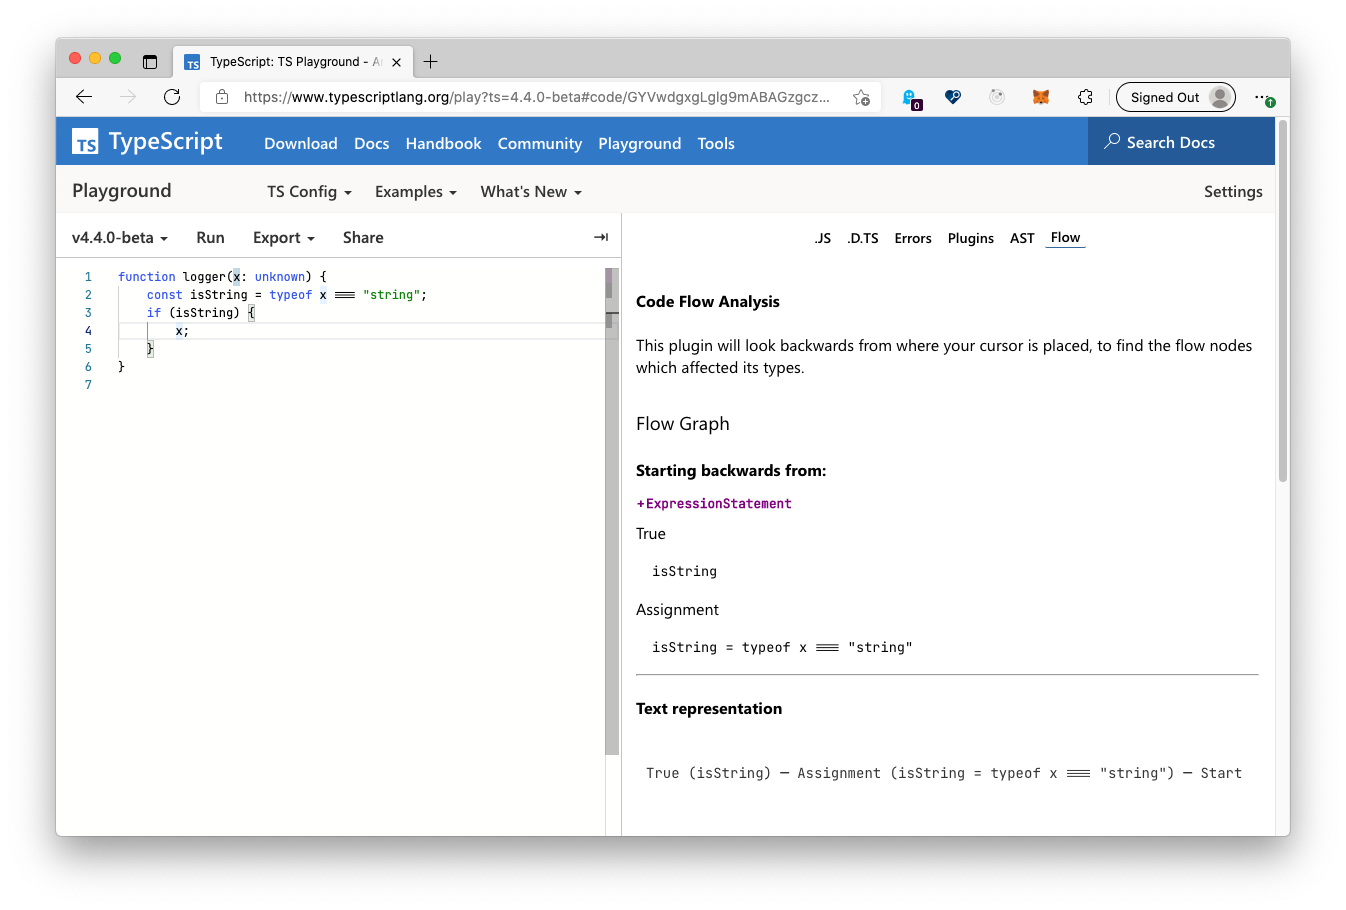 TypeScript: TS Playground - A
https://www.typescriptlang.org/play?ts=4.4.0-beta#code/GYVwdgxgLglg9mABAGzgcz...
0
Signed Out
TS TypeScript
Download Docs Handbook Community Playground Tools
Search Docs
Playground
TS Config Examples What's New
Settings
v4.4.0-beta Run Export Share
1 function logger(x: unknown) {
2 const isString = typeof x === "string";
3 if (isString) {
4 x;
5 }
6 }
7
.JS .D.TS Errors Plugins AST Flow
Code Flow Analysis
This plugin will look backwards from where your cursor is placed, to find the flow nodes
which affected its types.
Flow Graph
Starting backwards from:
+ExpressionStatement
True
isString
Assignment
isString = typeof x === "string"
Text representation
True (isString) — Assignment (isString = typeof x === "string") — Start